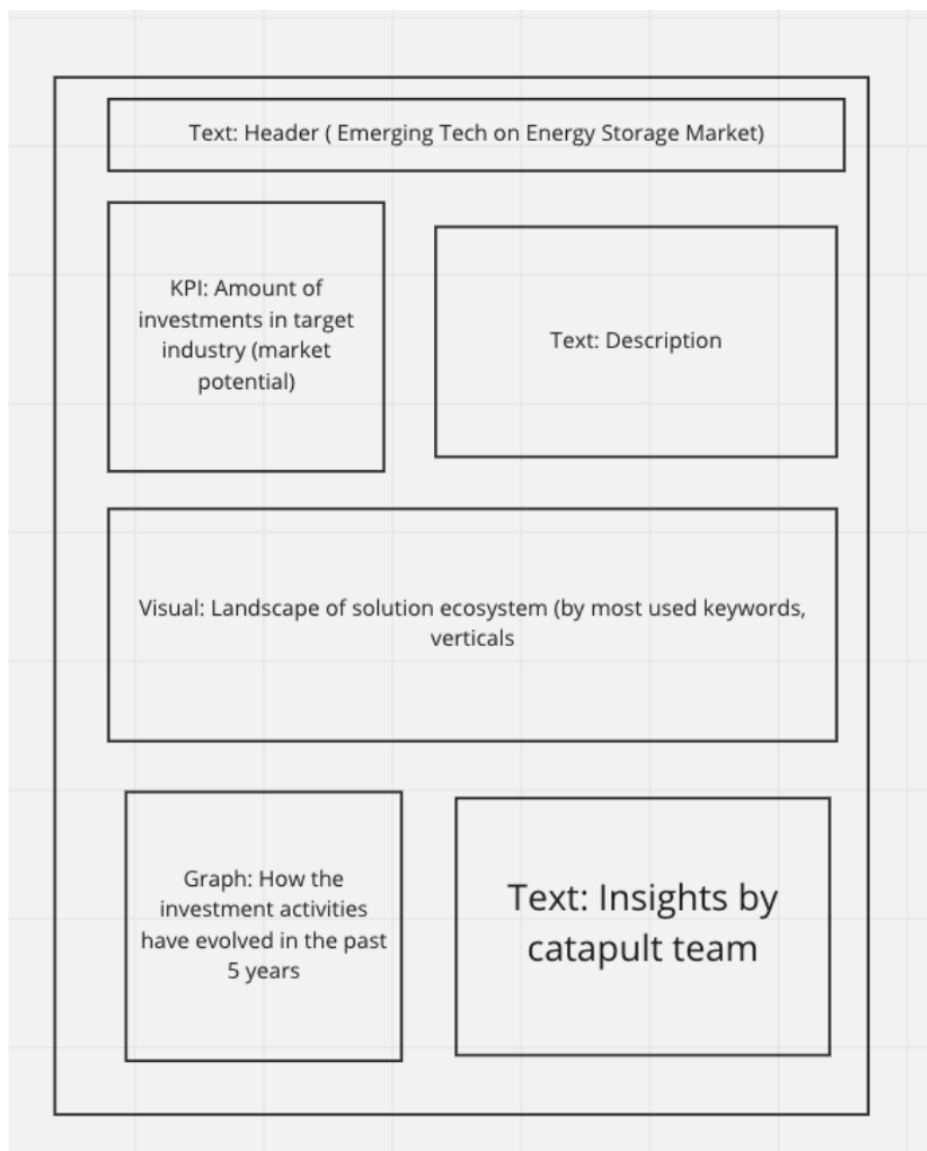 Text: Header ( Emerging Tech on Energy Storage Market)
KPI: Amount of
investments in target
industry (market
potential)
Text: Description
Visual: Landscape of solution ecosystem (by most used keywords,
verticals
Graph: How the
investment activities
have evolved in the past
5 years
Text: Insights by
catapult team